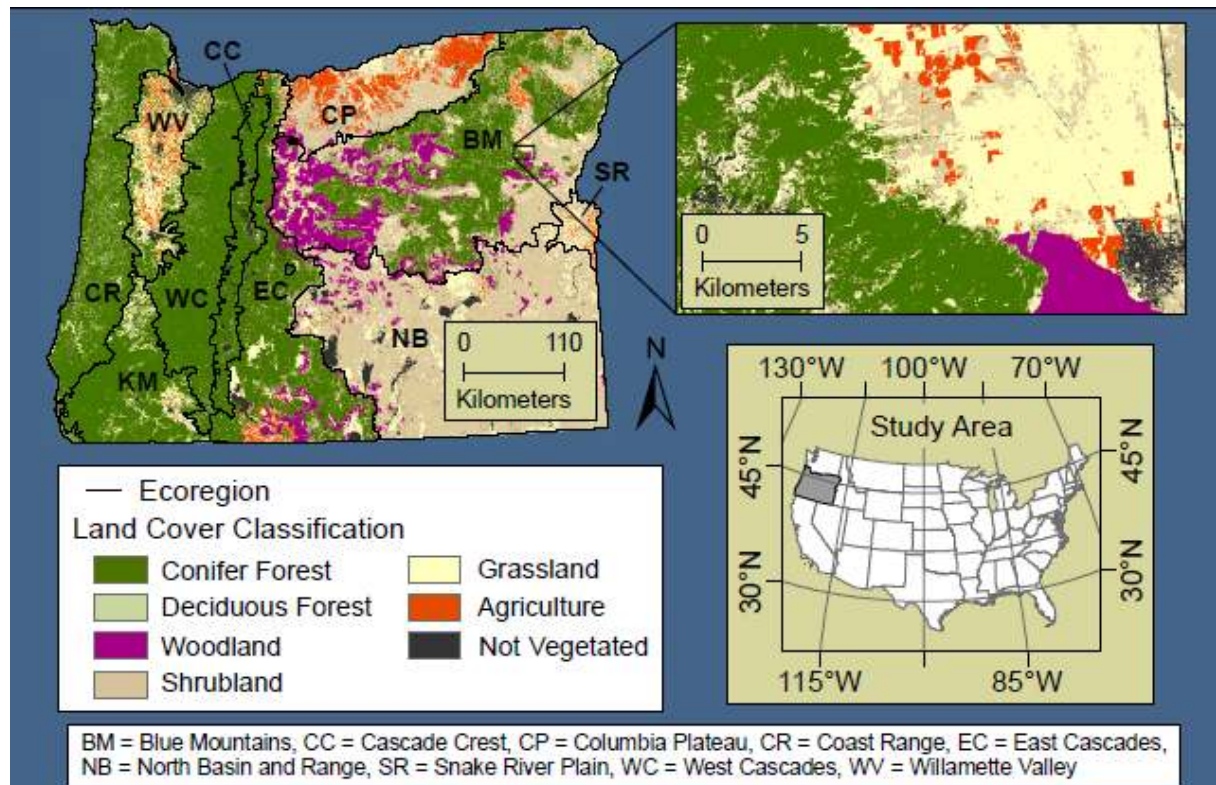 CC
WV
CP
BM
SR
CR
WC
EC
NB
KM
0 110
Kilometers
N
0 5
Kilometers
130°W 100°W 70°W
Study Area
45°N
45°N
30°N
30°N
115°W 85°W
Ecoregion
Land Cover Classification
Conifer Forest
Deciduous Forest
Woodland
Shrubland
Grassland
Agriculture
Not Vegetated
BM = Blue Mountains, CC = Cascade Crest, CP = Columbia Plateau, CR = Coast Range, EC = East Cascades,
NB = North Basin and Range, SR = Snake River Plain, WC = West Cascades, WV = Willamette Valley